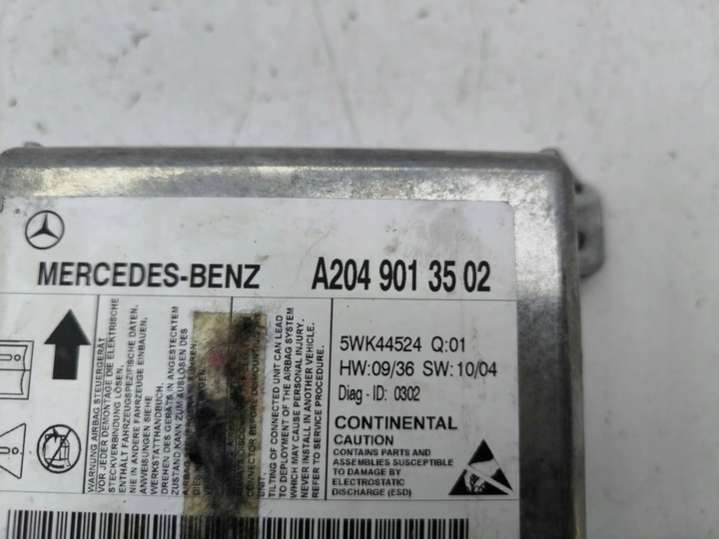 MERCEDES-BENZ
A204 901 35 02
5WK44524 Q:01
HW:09/36 SW:10/04
Diag - ID: 0302
CONTINENTAL
CAUTION
CONTAINS PARTS AND
ASSEMBLIES SUSCEPTIBLE
TO DAMAGE BY
ELECTROSTATIC
DISCHARGE (ESD)
WARNUNG AIRBAG STEUERGERÄT
VOR JEDER DEMONTAGE DIE ELEKTRISCHE
STECKVERBINDUNG LÖSEN.
ENTHÄLT FAHRZEUGSPEZIFISCHE DATEN.
NIE IN ANDERE FAHRZEUGE EINBAUEN.
ANWEISUNGEN SIEHE
WERKSTATTHANDBUCH.
DREHEN DES GERÄTS IN ANGESTECKTEM
ZUSTAND KANN ZUM AUSLÖSEN DES
CONNECTOR BEFORE
UNIT.
TILTING OF CONNECTED UNIT CAN LEAD
TO DEPLOYMENT OF THE AIRBAG SYSTEM
WHICH MAY CAUSE PERSONAL INJURY.
NEVER INSTALL IN ANOTHER VEHICLE.
REFER TO SERVICE PROCEDURE.